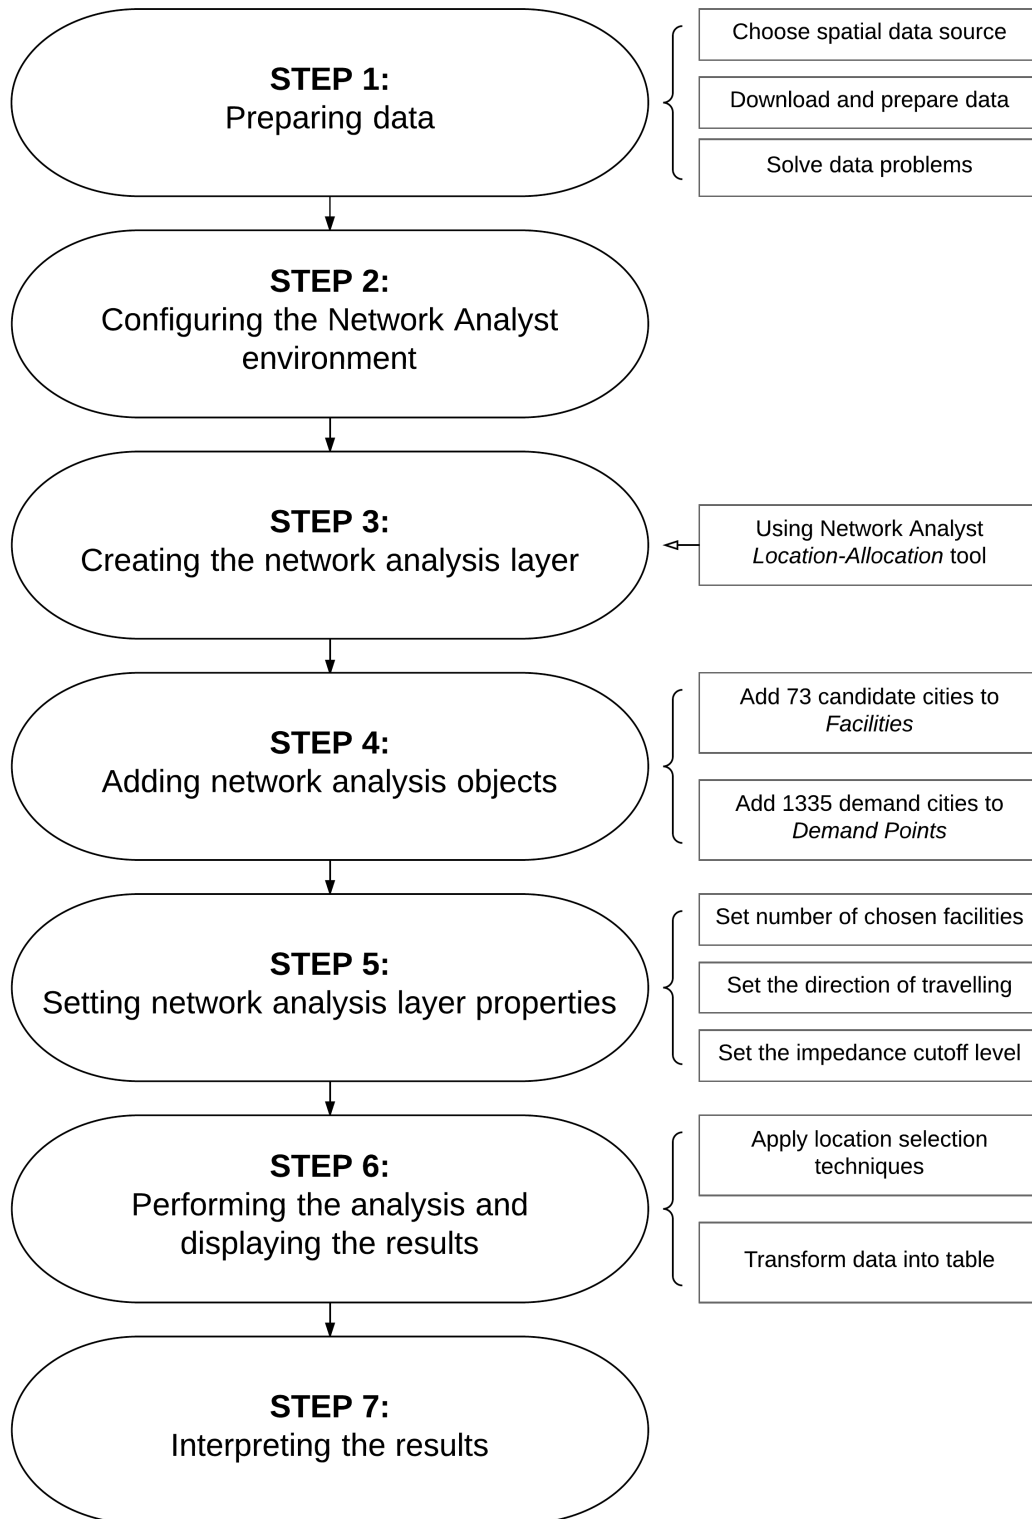 STEP 1:
Preparing data
Choose spatial data source
Download and prepare data
Solve data problems
STEP 2:
Configuring the Network Analyst
environment
STEP 3:
Creating the network analysis layer
Using Network Analyst
Location-Allocation tool
STEP 4:
Adding network analysis objects
Add 73 candidate cities to
Facilities
Add 1335 demand cities to
Demand Points
STEP 5:
Setting network analysis layer properties
Set number of chosen facilities
Set the direction of travelling
Set the impedance cutoff level
STEP 6:
Performing the analysis and
displaying the results
Apply location selection
techniques
Transform data into table
STEP 7:
Interpreting the results